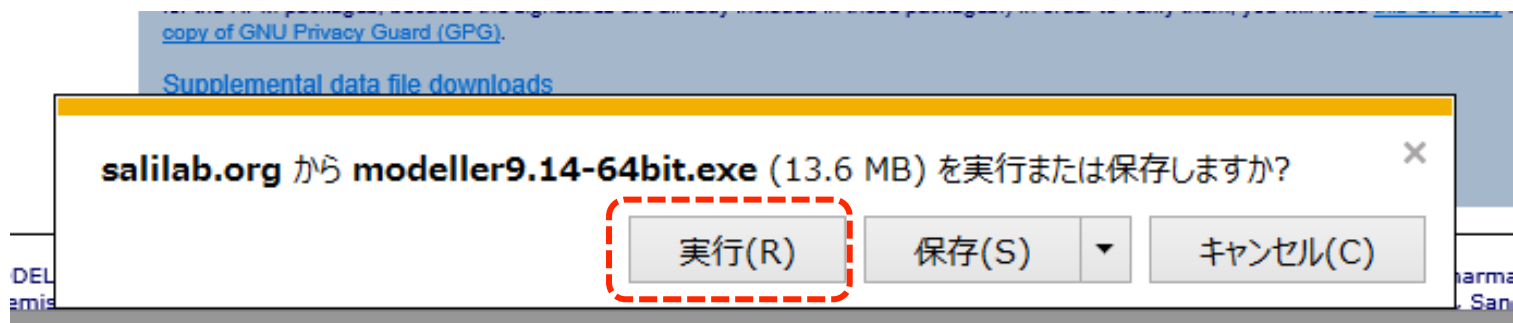 copy of GNU Privacy Guard (GPG).
Supplemental data file downloads
salilab.org から modeller9.14-64bit.exe (13.6 MB) を実行または保存しますか?
×
実行(R) 保存(S) キャンセル(C)